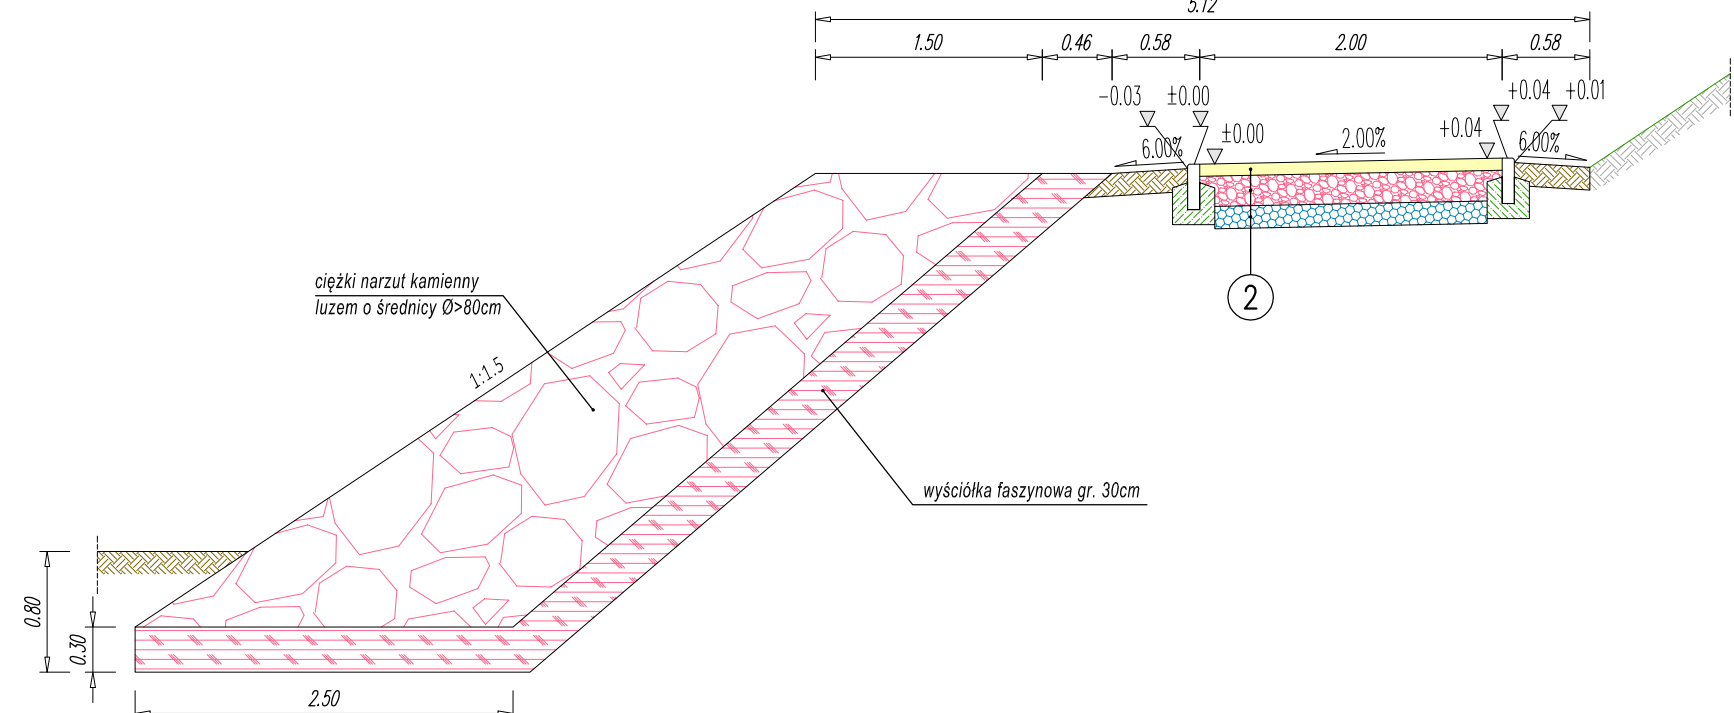 5.12
1.50 0.46 0.58 2.00 0.58
-0.03 ±0.00 +0.04 +0.01
6.00% ±0.00 2.00% +0.04 6.00%
ciężki narzut kamienny
luzem o średnicy Ø>80cm
2
1:1.5
wyściółka faszynowa gr. 30cm
0.80
0.30
2.50